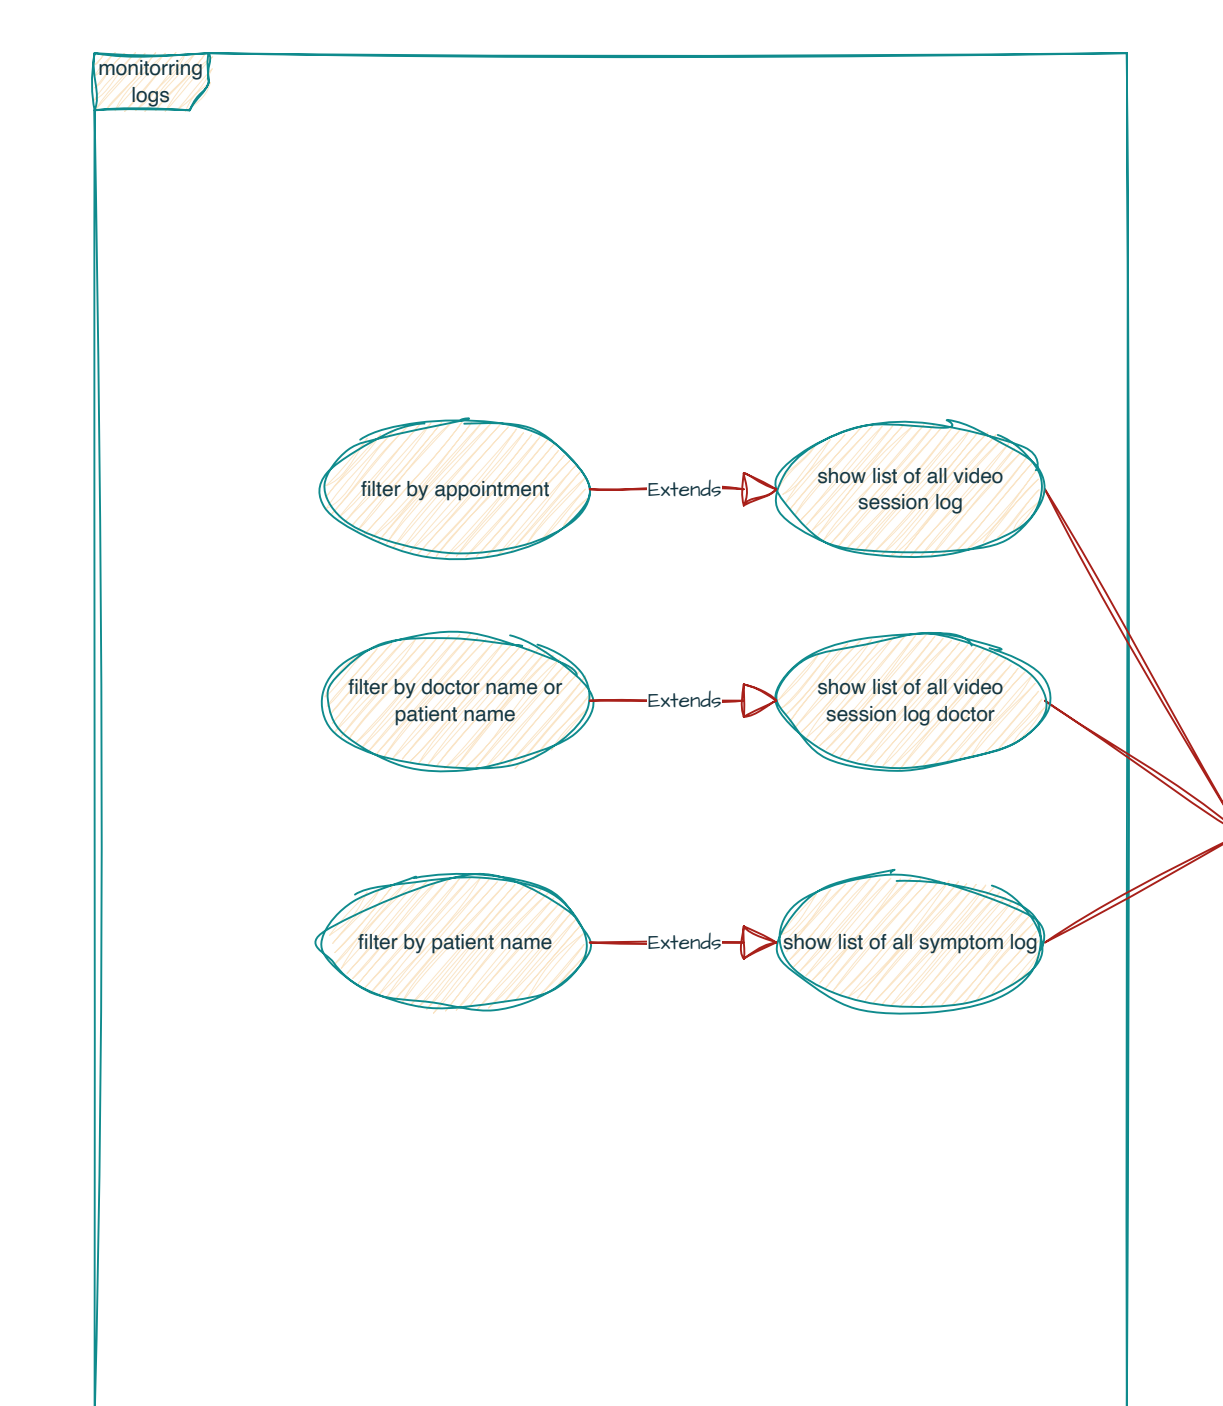 monitorring
logs
filter by appointment
Extends
show list of all video
session log
filter by doctor name or
patient name
Extends
show list of all video
session log doctor
filter by patient name
Extends
show list of all symptom log